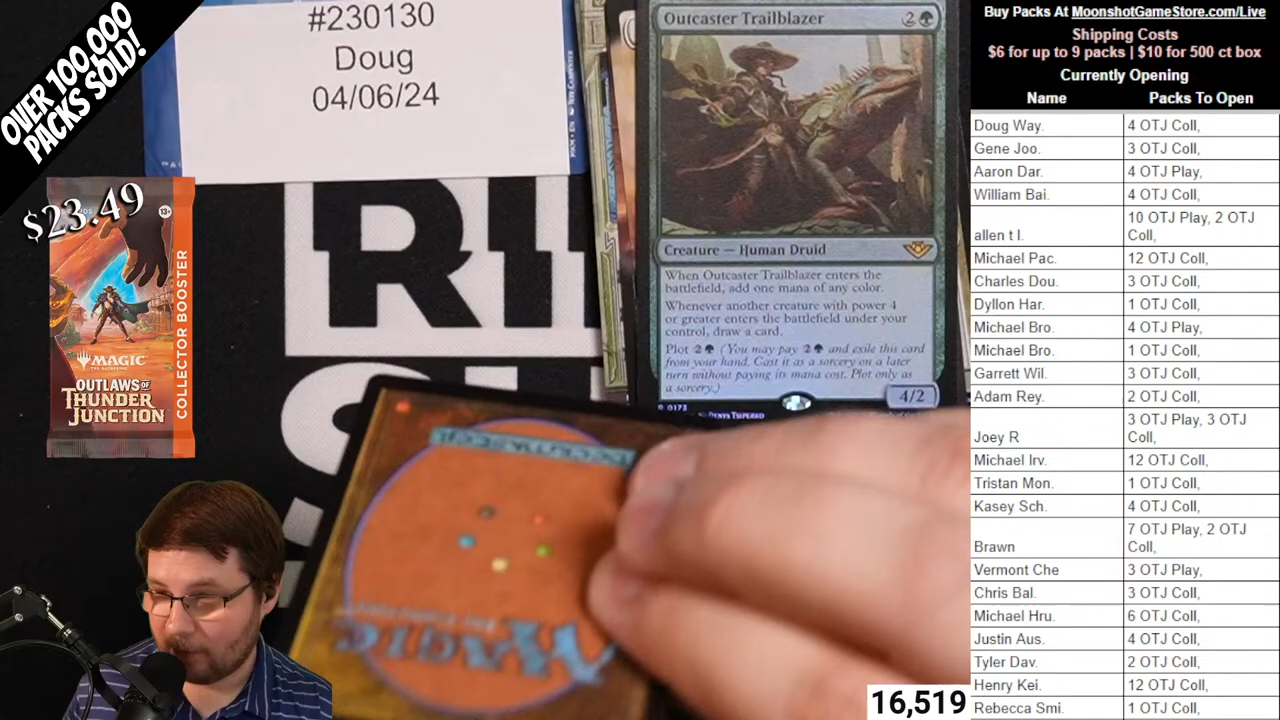 OVER 100,000
PACKS SOLD!
#230130
Doug
04/06/24
$23.49
13+
COLLECTOR BOOSTER
MAGIC
OUTLAWS OF
THUNDER
JUNCTION
RI
Outcaster Trailblazer 2
Creature — Human Druid
When Outcaster Trailblazer enters the
battlefield, add one mana of any color.
Whenever another creature with power 4
or greater enters the battlefield under your
control, draw a card.
Plot 2 (You may pay 2 and exile this card
from your hand. Cast it as a sorcery on a later
turn without paying its mana cost. Plot only as
a sorcery.)
4/2
R 0173
DECKMASTER
MAGIC
16,519
Buy Packs At MoonshotGameStore.com/Live
Shipping Costs
$6 for up to 9 packs | $10 for 500 ct box
Currently Opening
Name Packs To Open
Doug Way. 4 OTJ Coll,
Gene Joo. 3 OTJ Coll,
Aaron Dar. 4 OTJ Play,
William Bai. 4 OTJ Coll,
allen t l. 10 OTJ Play, 2 OTJ
Coll,
Michael Pac. 12 OTJ Coll,
Charles Dou. 3 OTJ Coll,
Dyllon Har. 1 OTJ Coll,
Michael Bro. 4 OTJ Play,
Michael Bro. 1 OTJ Coll,
Garrett Wil. 3 OTJ Coll,
Adam Rey. 2 OTJ Coll,
Joey R 3 OTJ Play, 3 OTJ
Coll,
Michael Irv. 12 OTJ Coll,
Tristan Mon. 1 OTJ Coll,
Kasey Sch. 4 OTJ Coll,
Brawn 7 OTJ Play, 2 OTJ
Coll,
Vermont Che 3 OTJ Play,
Chris Bal. 3 OTJ Coll,
Michael Hru. 6 OTJ Coll,
Justin Aus. 4 OTJ Coll,
Tyler Dav. 2 OTJ Coll,
Henry Kei. 12 OTJ Coll,
Rebecca Smi. 1 OTJ Coll,